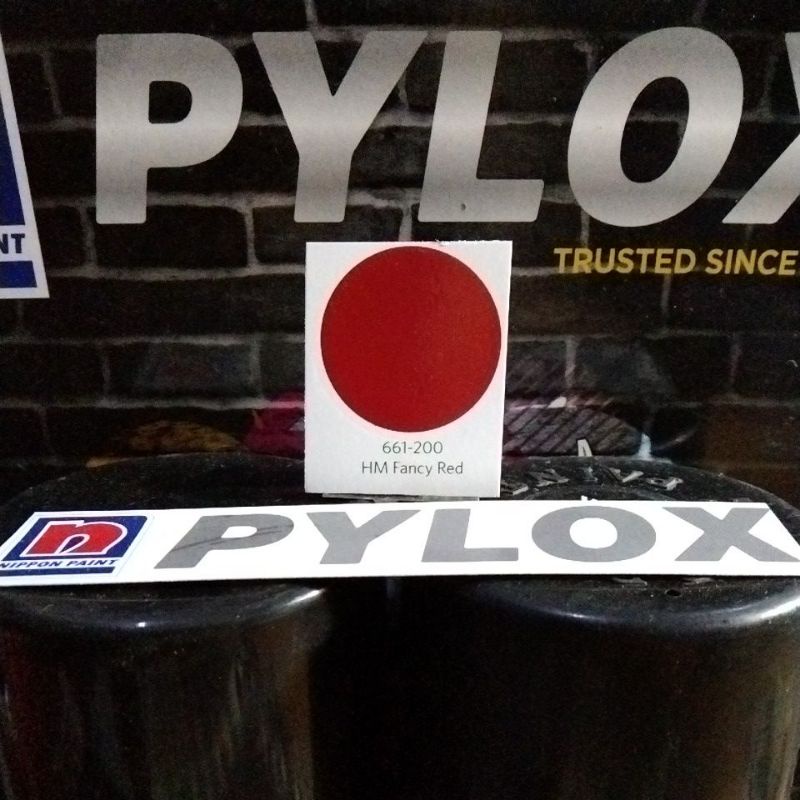 PYLOX
NT
TRUSTED SINCE
661-200
HM Fancy Red
n
NIPPON PAINT
PYLOX